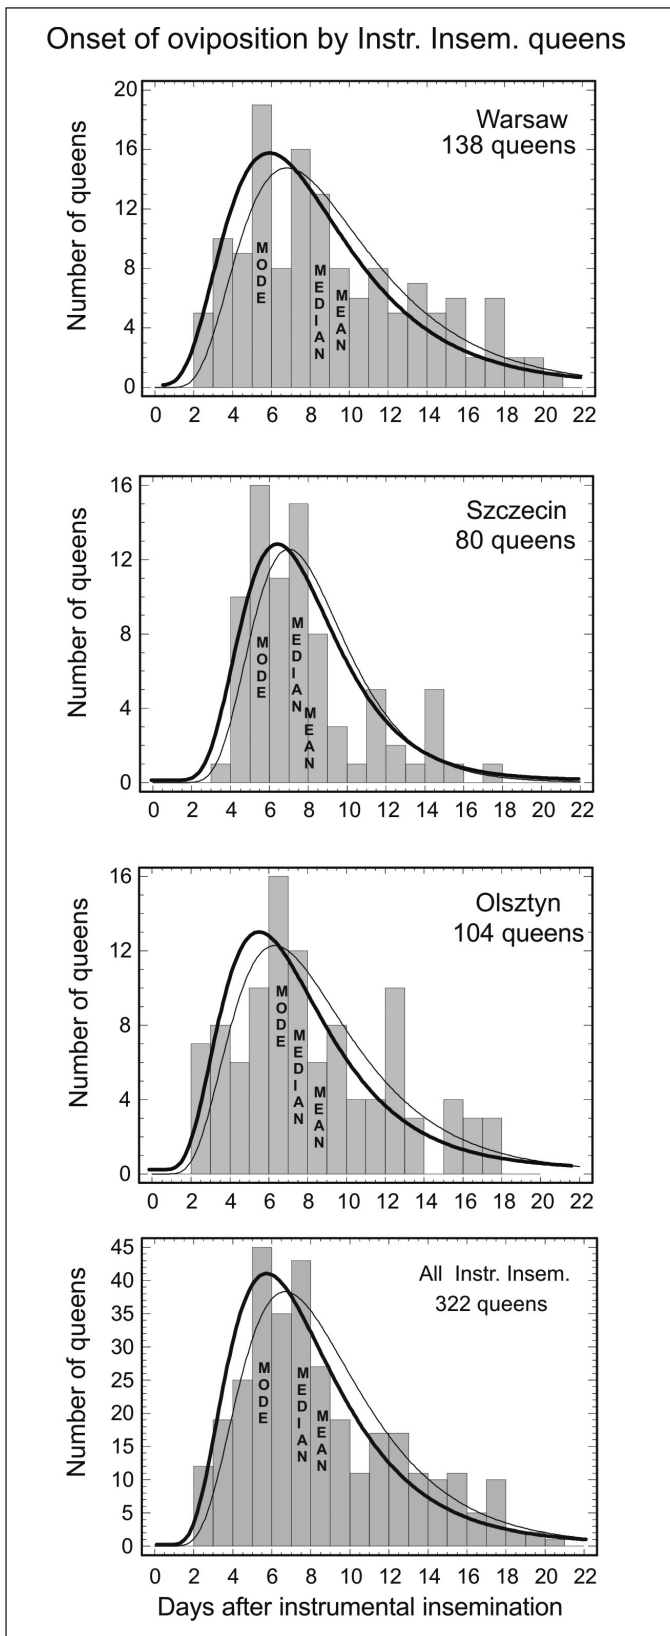 Onset of oviposition by Instr. Insem. queens
Number of queens
20
16
12
8
4
0
Warsaw
138 queens
MODE
MEDIAN
MEAN
0 2 4 6 8 10 12 14 16 18 20 22
Number of queens
16
12
8
4
0
Szczecin
80 queens
MODE
MEDIAN
MEAN
0 2 4 6 8 10 12 14 16 18 20 22
Number of queens
16
12
8
4
0
Olsztyn
104 queens
MODE
MEDIAN
MEAN
0 2 4 6 8 10 12 14 16 18 20 22
Number of queens
45
40
35
30
25
20
15
10
5
0
All Instr. Insem.
322 queens
MODE
MEDIAN
MEAN
0 2 4 6 8 10 12 14 16 18 20 22
Days after instrumental insemination